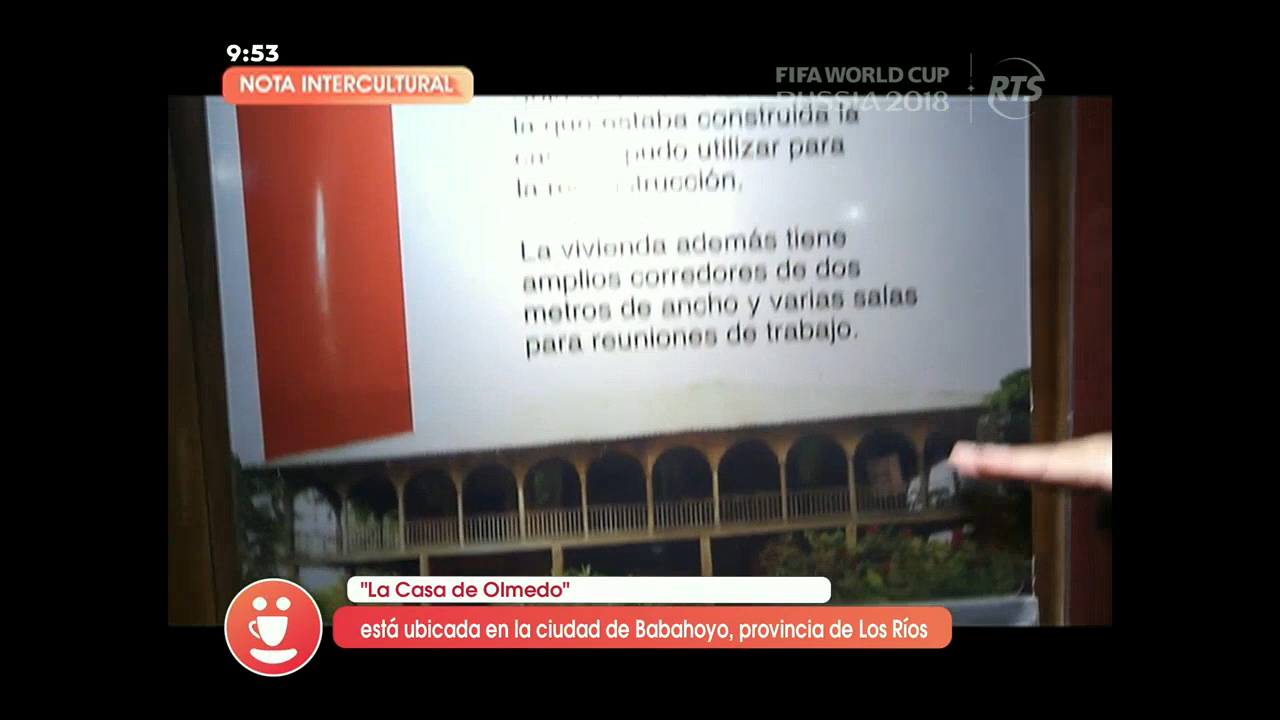 9:53
NOTA INTERCULTURAL
FIFA WORLD CUP
RUSSIA 2018
RTS
la que estaba construida la
pudo utilizar para
la
La vivienda además tiene
amplios corredores de dos
metros de ancho y varias salas
para reuniones de trabajo.
"La Casa de Olmedo"
está ubicada en la ciudad de Babahoyo, provincia de Los Ríos